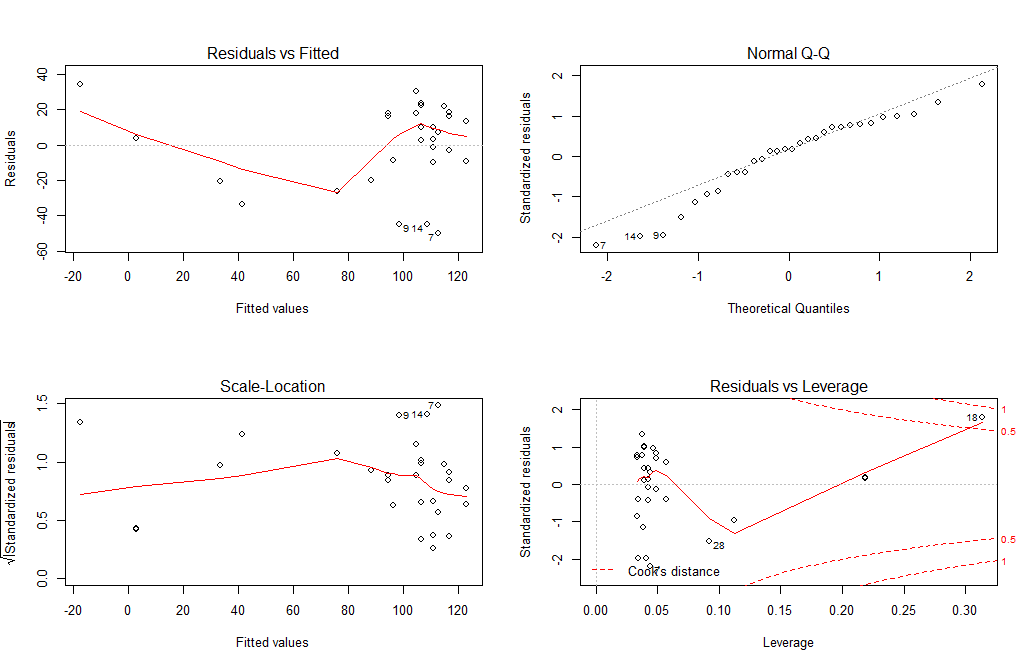 Residuals vs Fitted
Residuals
40
20
0
-20
-40
-60
9 14
7
-20 0 20 40 60 80 100 120
Fitted values
Normal Q-Q
Standardized residuals
2
1
0
-1
-2
7
14
9
-2 -1 0 1 2
Theoretical Quantiles
Scale-Location
√|Standardized residuals|
1.5
1.0
0.5
0.0
9 14
7
-20 0 20 40 60 80 100 120
Fitted values
Residuals vs Leverage
Standardized residuals
2
1
0
-1
-2
18
28
7
1
0.5
0.5
1
Cook's distance
0.00 0.05 0.10 0.15 0.20 0.25 0.30
Leverage